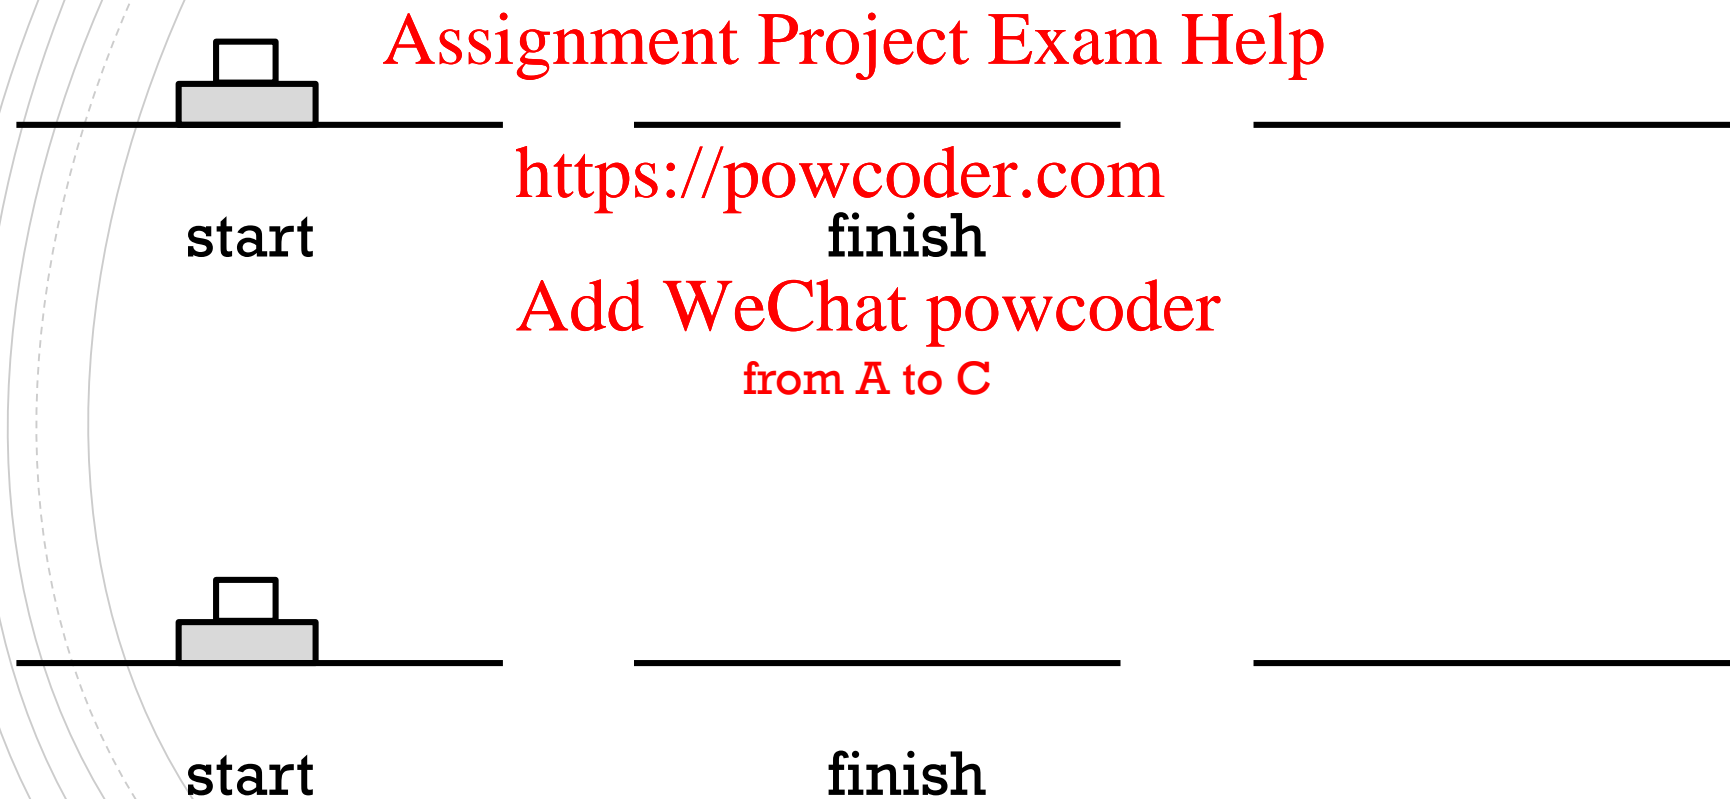 Assignment Project Exam Help
https://powcoder.com
start finish
Add WeChat powcoder
from A to C
start finish